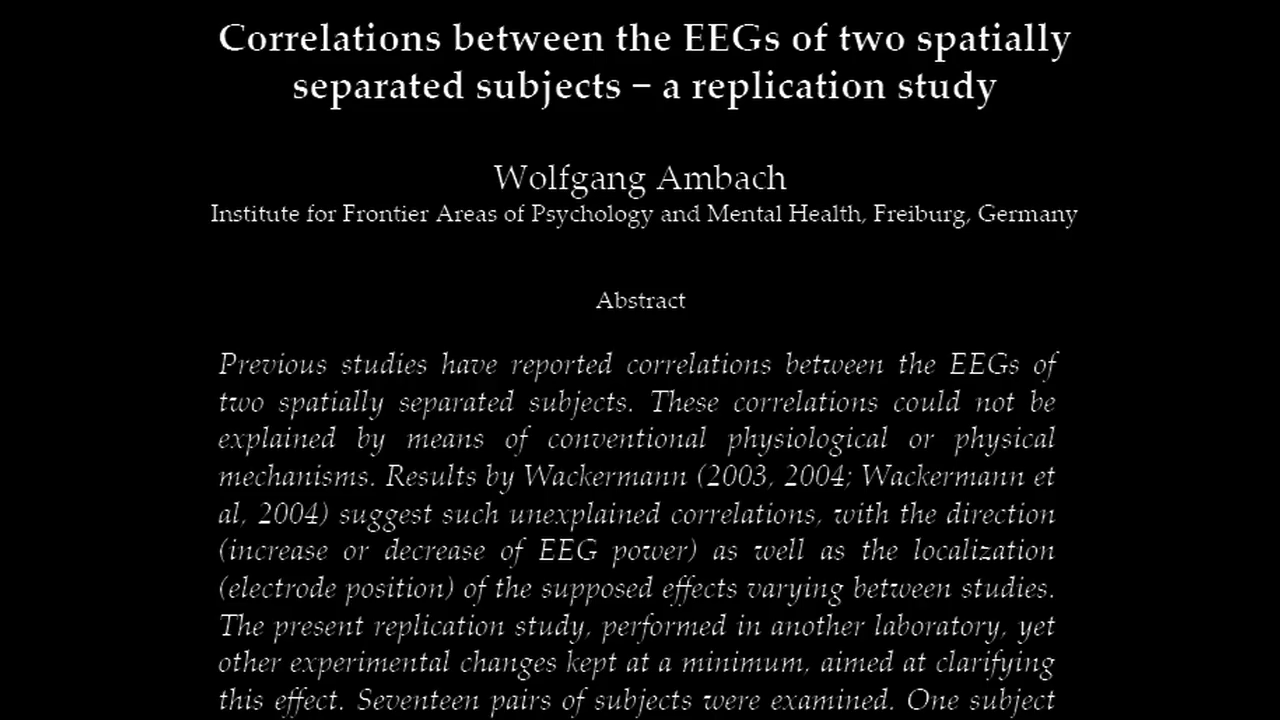 Correlations between the EEGs of two spatially
separated subjects – a replication study
Wolfgang Ambach
Institute for Frontier Areas of Psychology and Mental Health, Freiburg, Germany
Abstract
Previous studies have reported correlations between the EEGs of
two spatially separated subjects. These correlations could not be
explained by means of conventional physiological or physical
mechanisms. Results by Wackermann (2003, 2004; Wackermann et
al, 2004) suggest such unexplained correlations, with the direction
(increase or decrease of EEG power) as well as the localization
(electrode position) of the supposed effects varying between studies.
The present replication study, performed in another laboratory, yet
other experimental changes kept at a minimum, aimed at clarifying
this effect. Seventeen pairs of subjects were examined. One subject